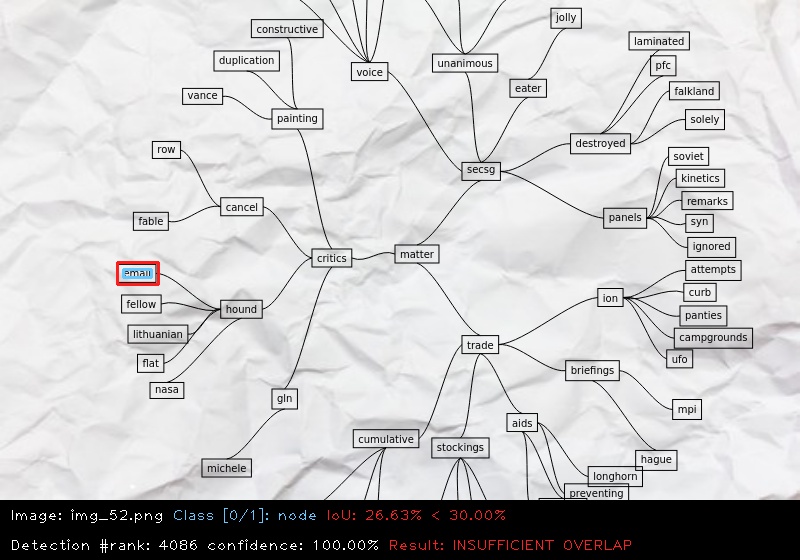 jolly
constructive
laminated
duplication
unanimous
pfc
voice
eater
falkland
vance
painting
solely
destroyed
row
soviet
secsg
kinetics
cancel
remarks
fable
panels
syn
ignored
critics
matter
attempts
email
curb
ion
fellow
hound
panties
lithuanian
campgrounds
trade
ufo
flat
briefings
nasa
gln
mpi
aids
cumulative
stockings
hague
michele
longhorn
preventing
Image: img_52.png Class [0/1]: node IoU: 26.63% < 30.00%
Detection #rank: 4086 confidence: 100.00% Result: INSUFFICIENT OVERLAP